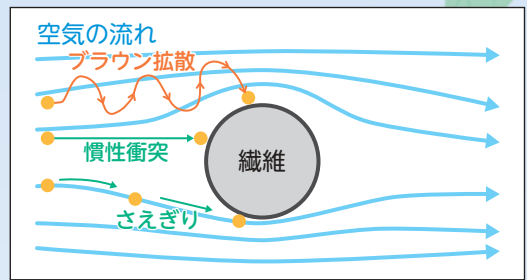 空気の流れ
ブラウン拡散
慣性衝突
繊維
さえぎり